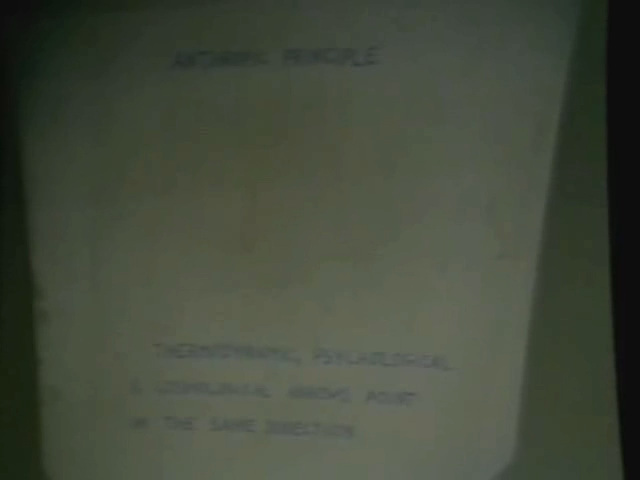 ANTHROPIC PRINCIPLE
THERMODYNAMIC, PSYCHOLOGICAL
& COSMOLOGICAL ARROWS POINT
IN THE SAME DIRECTION